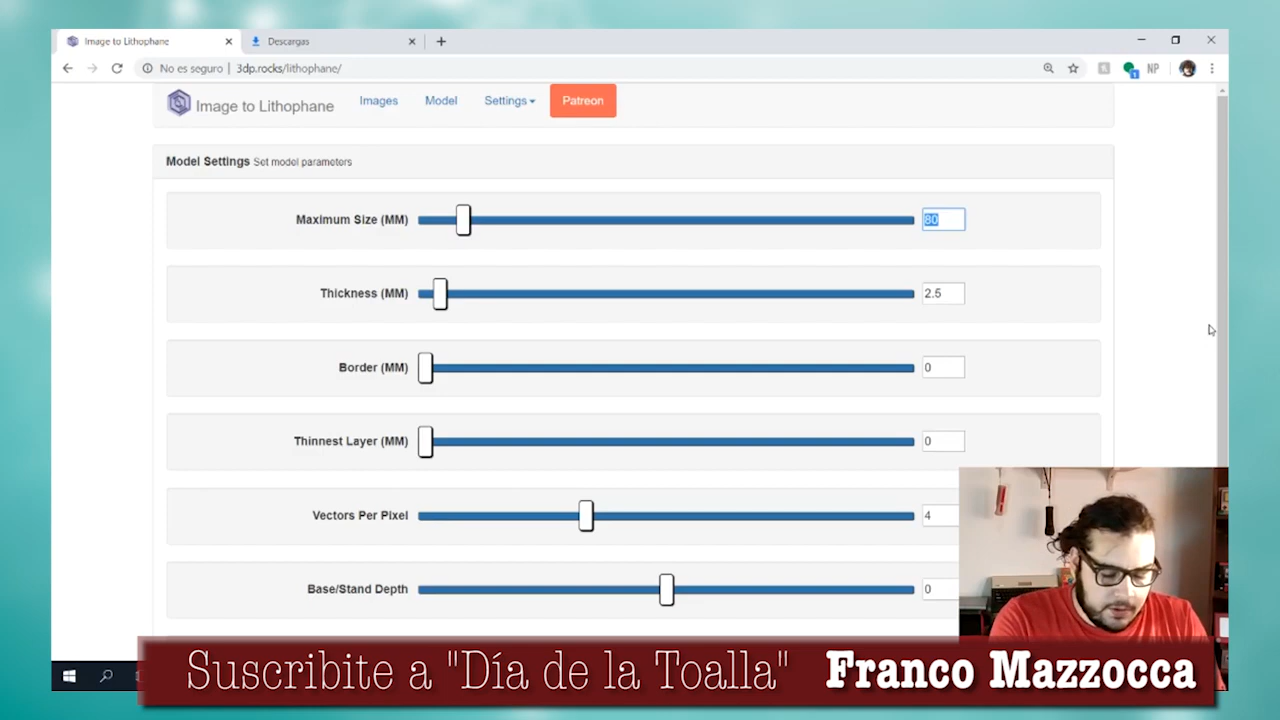 Image to Lithophane
Descargas
No es seguro | 3dp.rocks/lithophane/
NP
1
Image to Lithophane Images Model Settings Patreon
Model Settings Set model parameters
Maximum Size (MM) 80
Thickness (MM) 2.5
Border (MM) 0
Thinnest Layer (MM) 0
Vectors Per Pixel 4
Base/Stand Depth 0
Suscribite a "Día de la Toalla" Franco Mazzocca